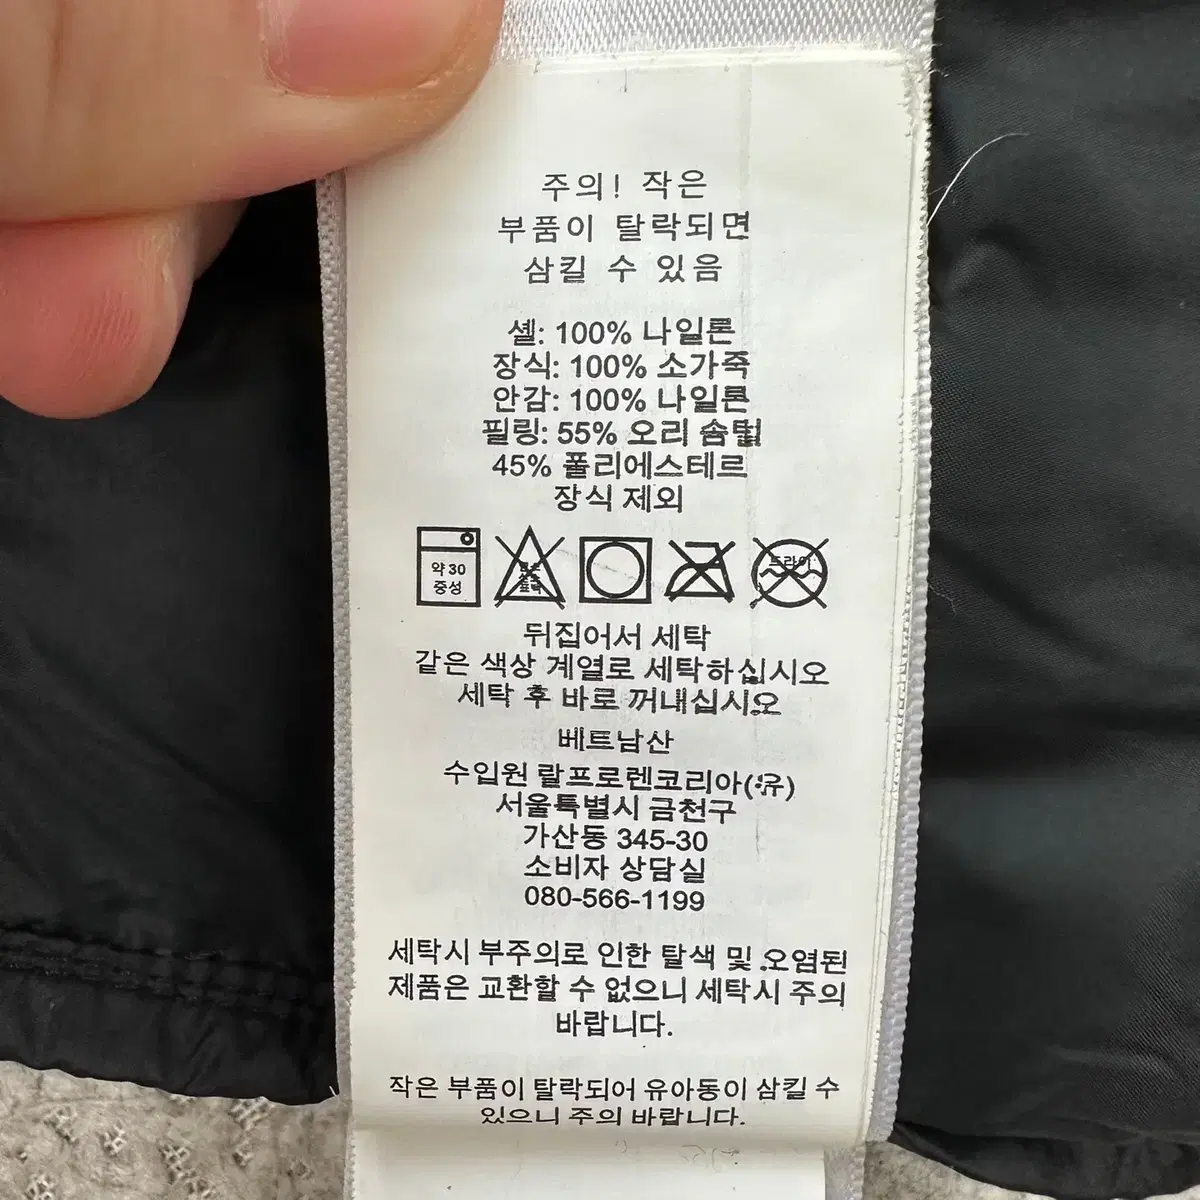 주의! 작은
부품이 탈락되면
삼킬 수 있음
셸: 100% 나일론
장식: 100% 소가죽
안감: 100% 나일론
필링: 55% 오리 솜털
45% 폴리에스테르
장식 제외
약 30
중성
드라이
뒤집어서 세탁
같은 색상 계열로 세탁하십시오
세탁 후 바로 꺼내십시오
베트남산
수입원 랄프로렌코리아(유)
서울특별시 금천구
가산동 345-30
소비자 상담실
080-566-1199
세탁시 부주의로 인한 탈색 및 오염된
제품은 교환할 수 없으니 세탁시 주의
바랍니다.
작은 부품이 탈락되어 유아동이 삼킬 수
있으니 주의 바랍니다.